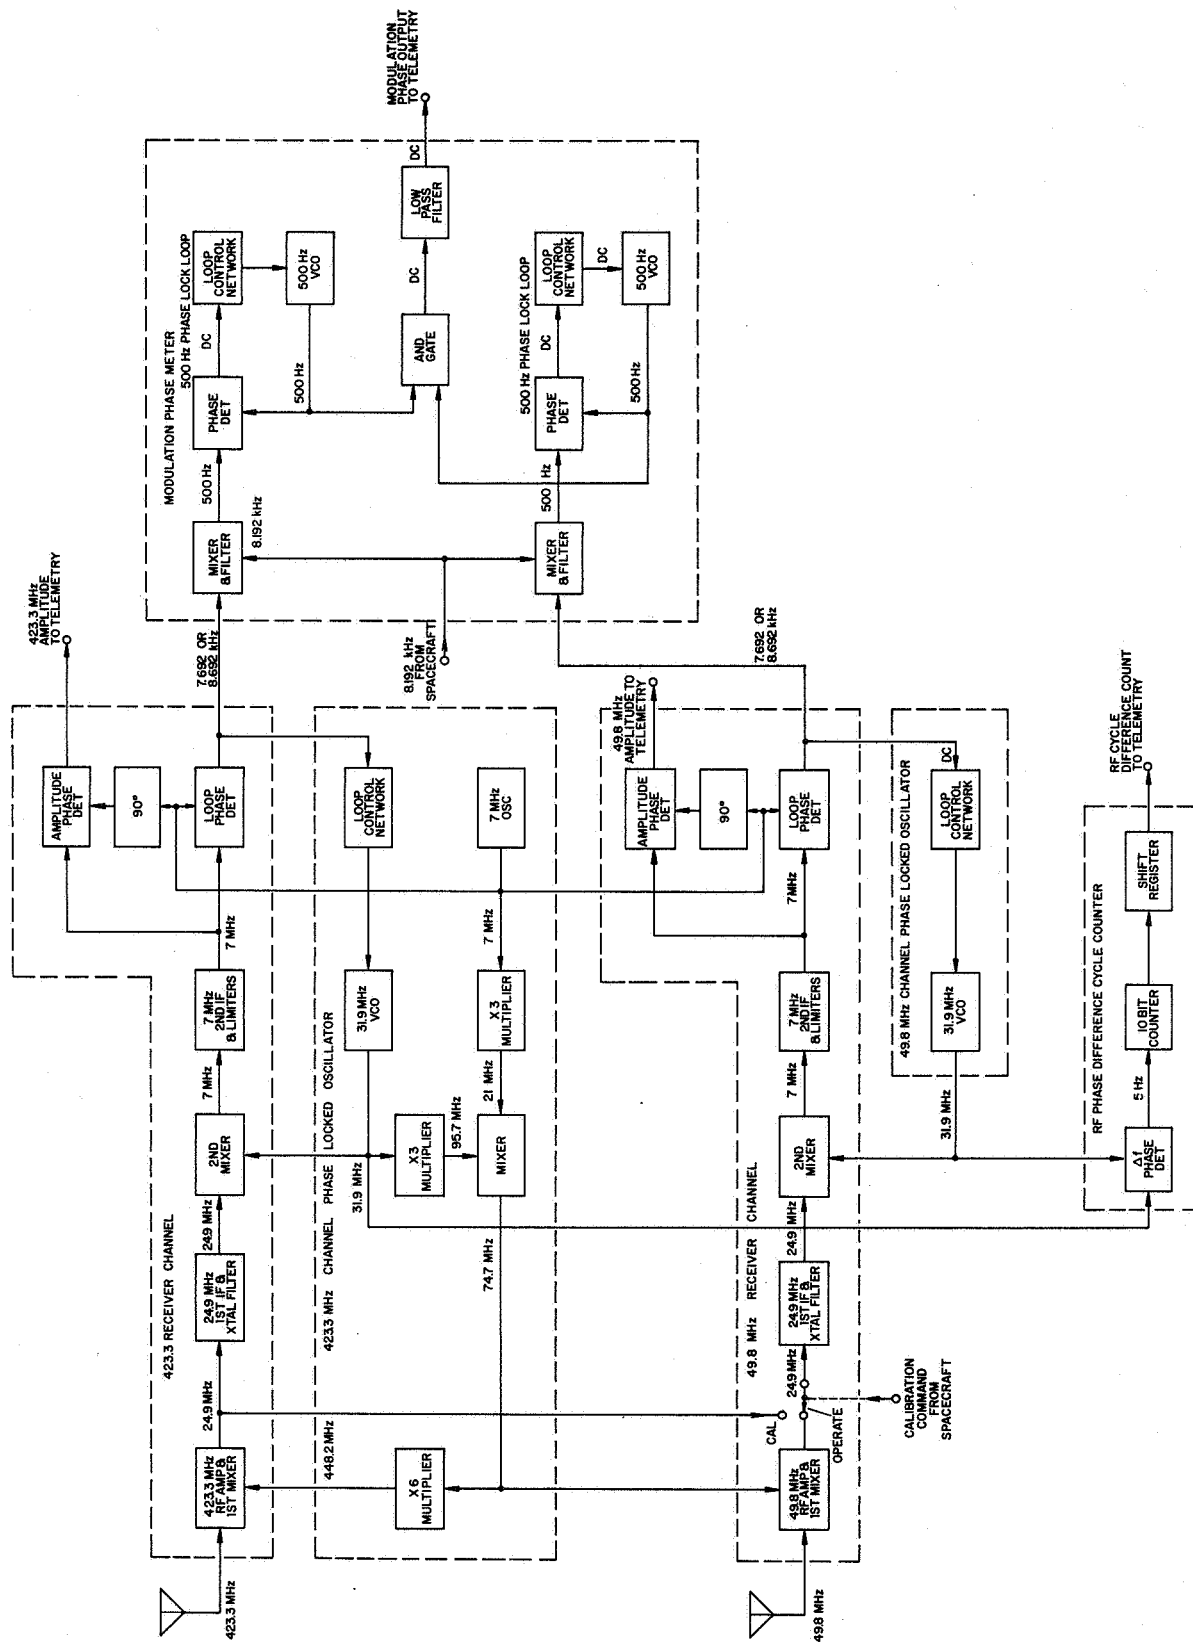 423.3 MHz
423.3 RECEIVER CHANNEL
423.3 MHz
RF AMP &
1ST MIXER
24.9 MHz
24.9 MHz
1ST IF &
XTAL FILTER
24.9 MHz
2ND
MIXER
7 MHz
7 MHz
2ND IF
& LIMITERS
7 MHz
LOOP
PHASE
DET
90°
AMPLITUDE
PHASE
DET
423.3 MHz
AMPLITUDE
TO TELEMETRY
7.692 OR
8.692 kHz
448.2 MHz
X6
MULTIPLIER
423.3 MHz CHANNEL PHASE LOCKED OSCILLATOR
74.7 MHz
31.9 MHz
X3
MULTIPLIER
95.7 MHz
MIXER
21 MHz
X3
MULTIPLIER
7 MHz
7 MHz
OSC
31.9 MHz
VCO
LOOP
CONTROL
NETWORK
8.192 kHz
FROM
SPACECRAFT
MODULATION PHASE METER
MIXER
& FILTER
8.192 kHz
500 Hz
PHASE
DET
DC
500 Hz PHASE LOCK LOOP
LOOP
CONTROL
NETWORK
500 Hz
VCO
500 Hz
AND
GATE
DC
LOW
PASS
FILTER
DC
MODULATION
PHASE OUTPUT
TO TELEMETRY
MIXER
& FILTER
500 Hz
PHASE
DET
DC
500 Hz PHASE LOCK LOOP
LOOP
CONTROL
NETWORK
DC
500 Hz
VCO
500 Hz
49.8 MHz
49.8 MHz RECEIVER CHANNEL
49.8 MHz
RF AMP &
1ST MIXER
CAL
OPERATE
CALIBRATION
COMMAND
FROM
SPACECRAFT
24.9 MHz
24.9 MHz
1ST IF &
XTAL FILTER
24.9 MHz
2ND
MIXER
7 MHz
7 MHz
2ND IF
& LIMITERS
7 MHz
LOOP
PHASE
DET
90°
AMPLITUDE
PHASE
DET
49.8 MHz
AMPLITUDE TO
TELEMETRY
7.692 OR
8.692 kHz
49.8 MHz CHANNEL PHASE LOCKED OSCILLATOR
DC
LOOP
CONTROL
NETWORK
31.9 MHz
VCO
31.9 MHz
RF PHASE DIFFERENCE CYCLE COUNTER
Δf
PHASE
DET
5 Hz
10 BIT
COUNTER
SHIFT
REGISTER
RF CYCLE
DIFFERENCE COUNT
TO TELEMETRY